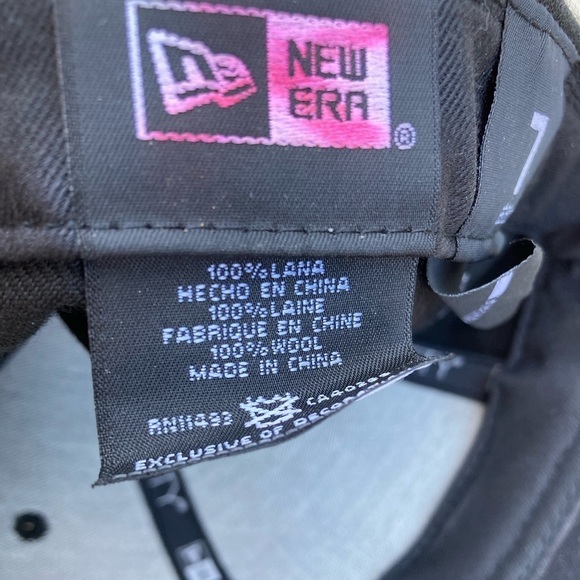 NEW
ERA
®
100% LANA
HECHO EN CHINA
100% LAINE
FABRIQUE EN CHINE
100% WOOL
MADE IN CHINA
RN11493
EXCLUSIVE OF